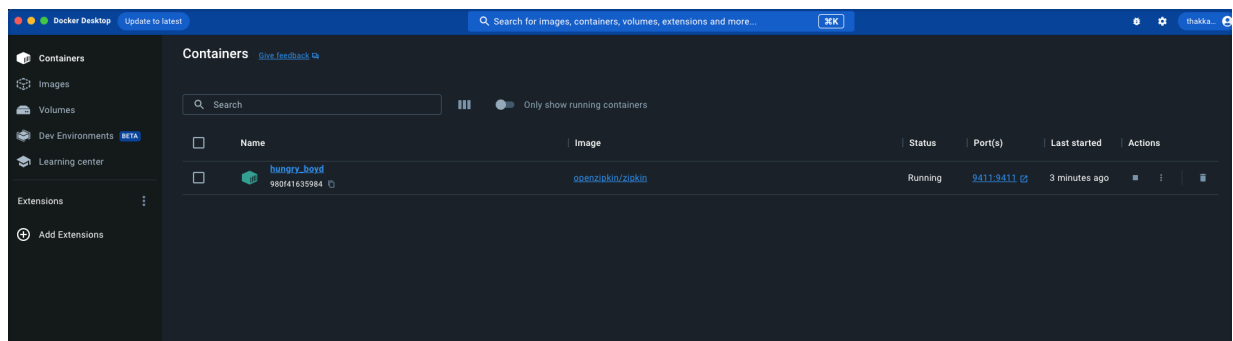 Docker Desktop Update to latest Search for images, containers, volumes, extensions and more... ⌘K thakka...
Containers
Images
Volumes
Dev Environments BETA
Learning center
Extensions
Add Extensions
Containers Give feedback
Search Only show running containers
Name Image Status Port(s) Last started Actions
hungry_boyd openzipkin/zipkin Running 9411:9411 3 minutes ago
980f41635984